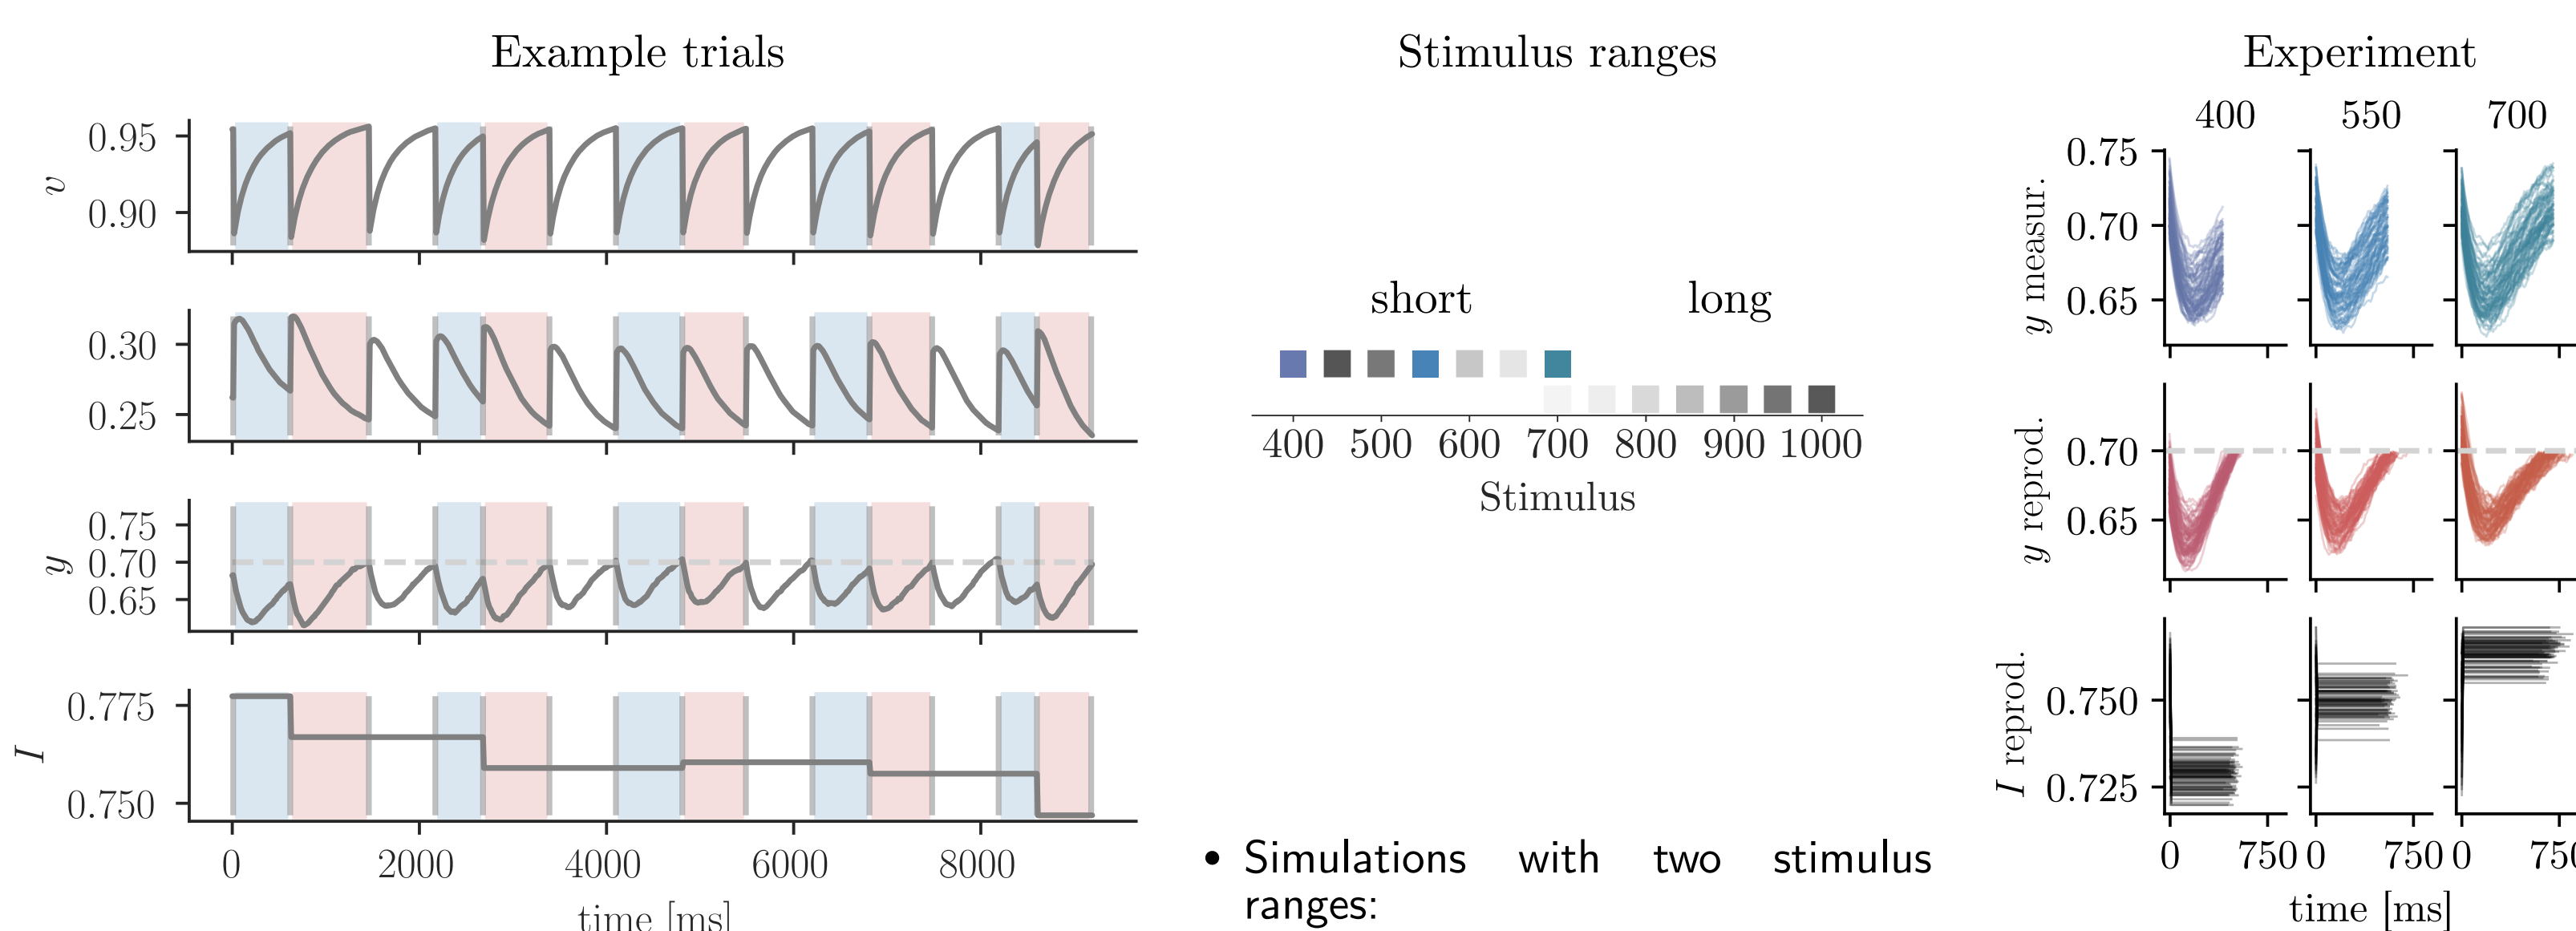 Example trials
v
0.95
0.90
0.30
0.25
y
0.75
0.70
0.65
I
0.775
0.750
0 2000 4000 6000 8000
time [ms]
Stimulus ranges
short long
400 500 600 700 800 900 1000
Stimulus
• Simulations with two stimulus
ranges:
Experiment
400 550 700
y measur.
0.75
0.70
0.65
y reprod.
0.70
0.65
I reprod.
0.750
0.725
0 750 0 750 0 750
time [ms]